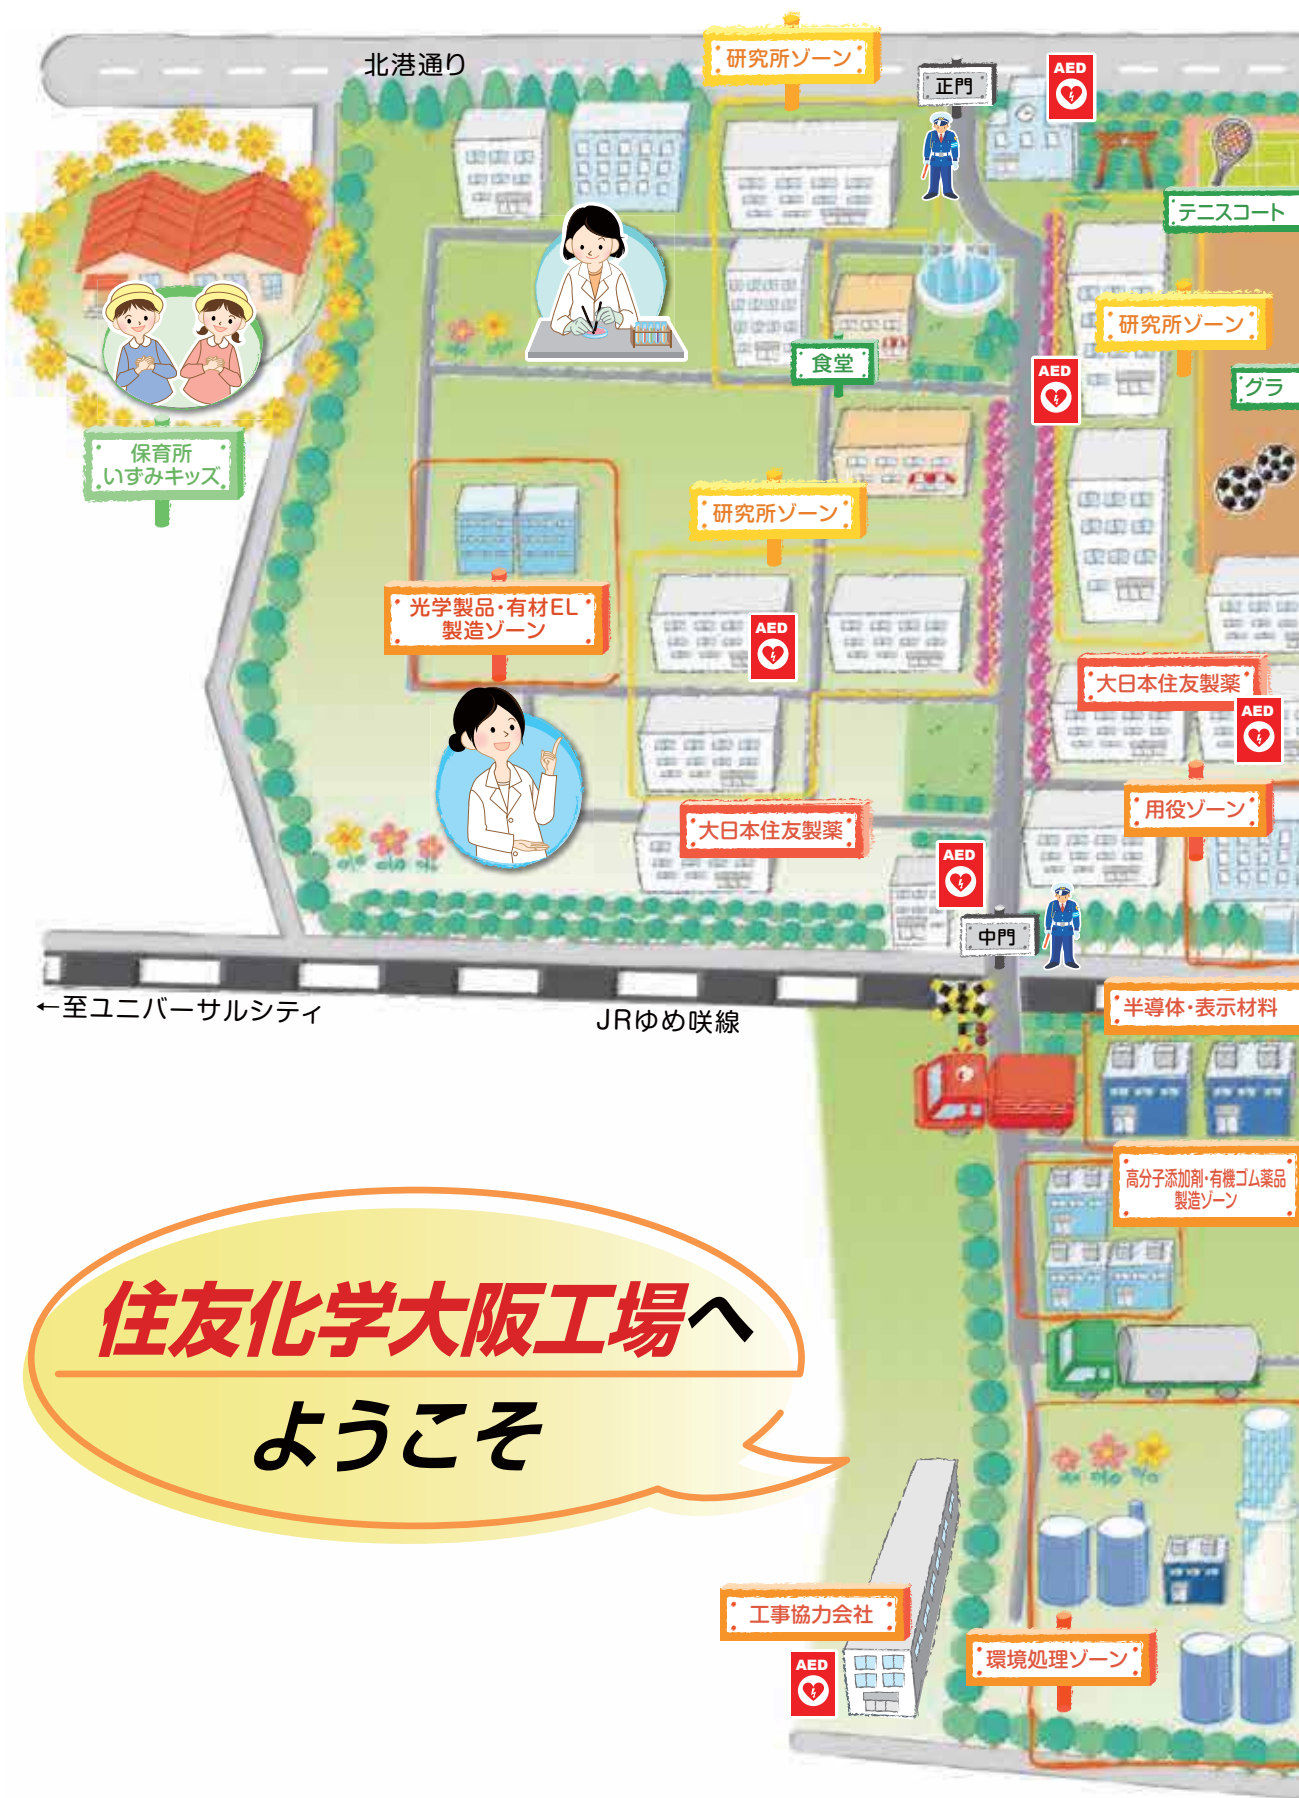 北港通り
研究所ゾーン
正門
AED
テニスコート
研究所ゾーン
食堂
AED
グラ
保育所
いずみキッズ
研究所ゾーン
光学製品・有材EL
製造ゾーン
AED
大日本住友製薬
AED
用役ゾーン
大日本住友製薬
AED
中門
半導体・表示材料
←至ユニバーサルシティ
JRゆめ咲線
高分子添加剤・有機ゴム薬品
製造ゾーン
住友化学大阪工場へ
ようこそ
工事協力会社
環境処理ゾーン
AED